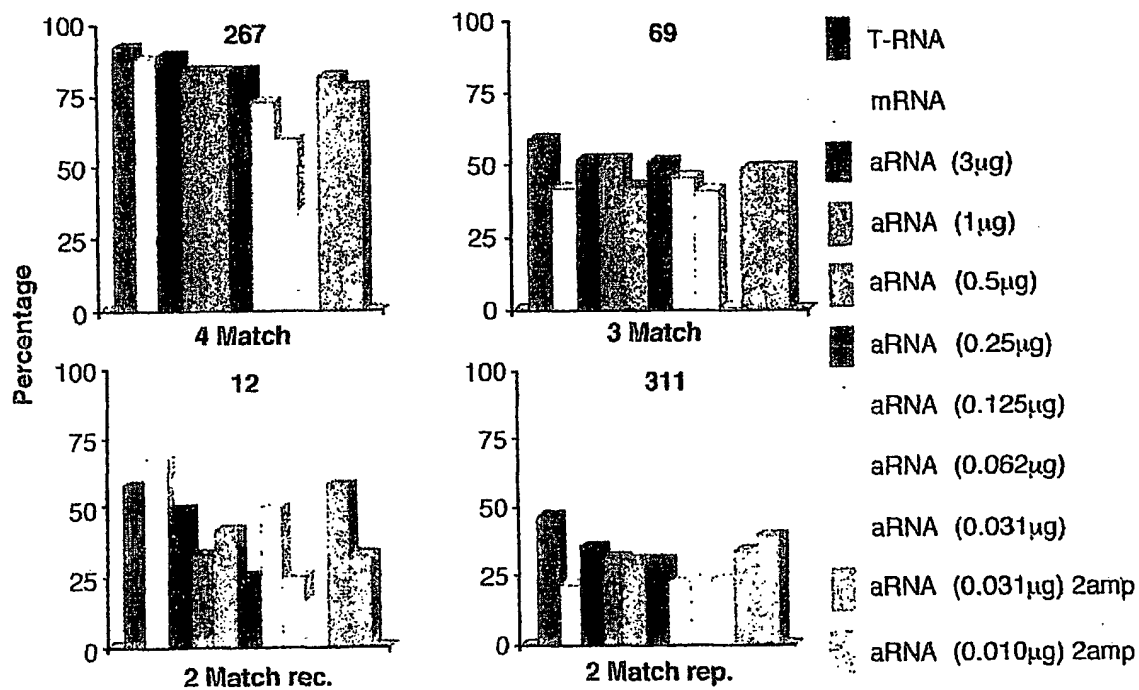 Percentage
100
75
50
25
0
267
4 Match
100
75
50
25
0
69
3 Match
100
75
50
25
0
12
2 Match rec.
100
75
50
25
0
311
2 Match rep.
T-RNA
mRNA
aRNA (3µg)
aRNA (1µg)
aRNA (0.5µg)
aRNA (0.25µg)
aRNA (0.125µg)
aRNA (0.062µg)
aRNA (0.031µg)
aRNA (0.031µg) 2amp
aRNA (0.010µg) 2amp